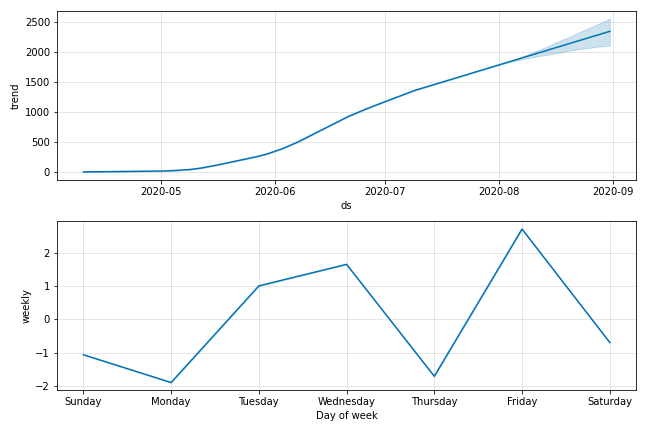 2500
2000
1500
1000
500
0
trend
2020-05 2020-06 2020-07 2020-08 2020-09
ds
2
1
0
−1
−2
weekly
Sunday Monday Tuesday Wednesday Thursday Friday Saturday
Day of week